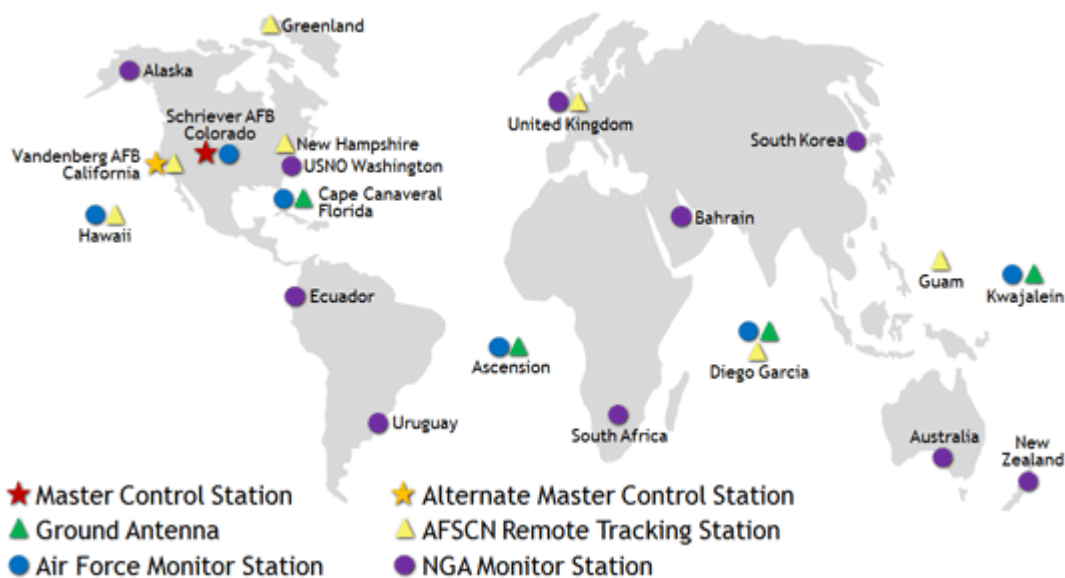 Greenland
Alaska
Schriever AFB
Colorado
New Hampshire
USNO Washington
Vandenberg AFB
California
Cape Canaveral
Florida
Hawaii
United Kingdom
South Korea
Bahrain
Guam
Kwajalein
Ecuador
Ascension
Diego Garcia
Uruguay
South Africa
Australia
New
Zealand
Master Control Station
Alternate Master Control Station
Ground Antenna
AFSCN Remote Tracking Station
Air Force Monitor Station
NGA Monitor Station